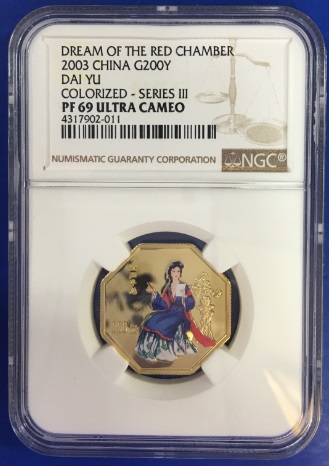 DREAM OF THE RED CHAMBER
2003 CHINA G200Y
DAI YU
COLORIZED - SERIES III
PF 69 ULTRA CAMEO
4317902-011
NUMISMATIC GUARANTY CORPORATION
NGC®